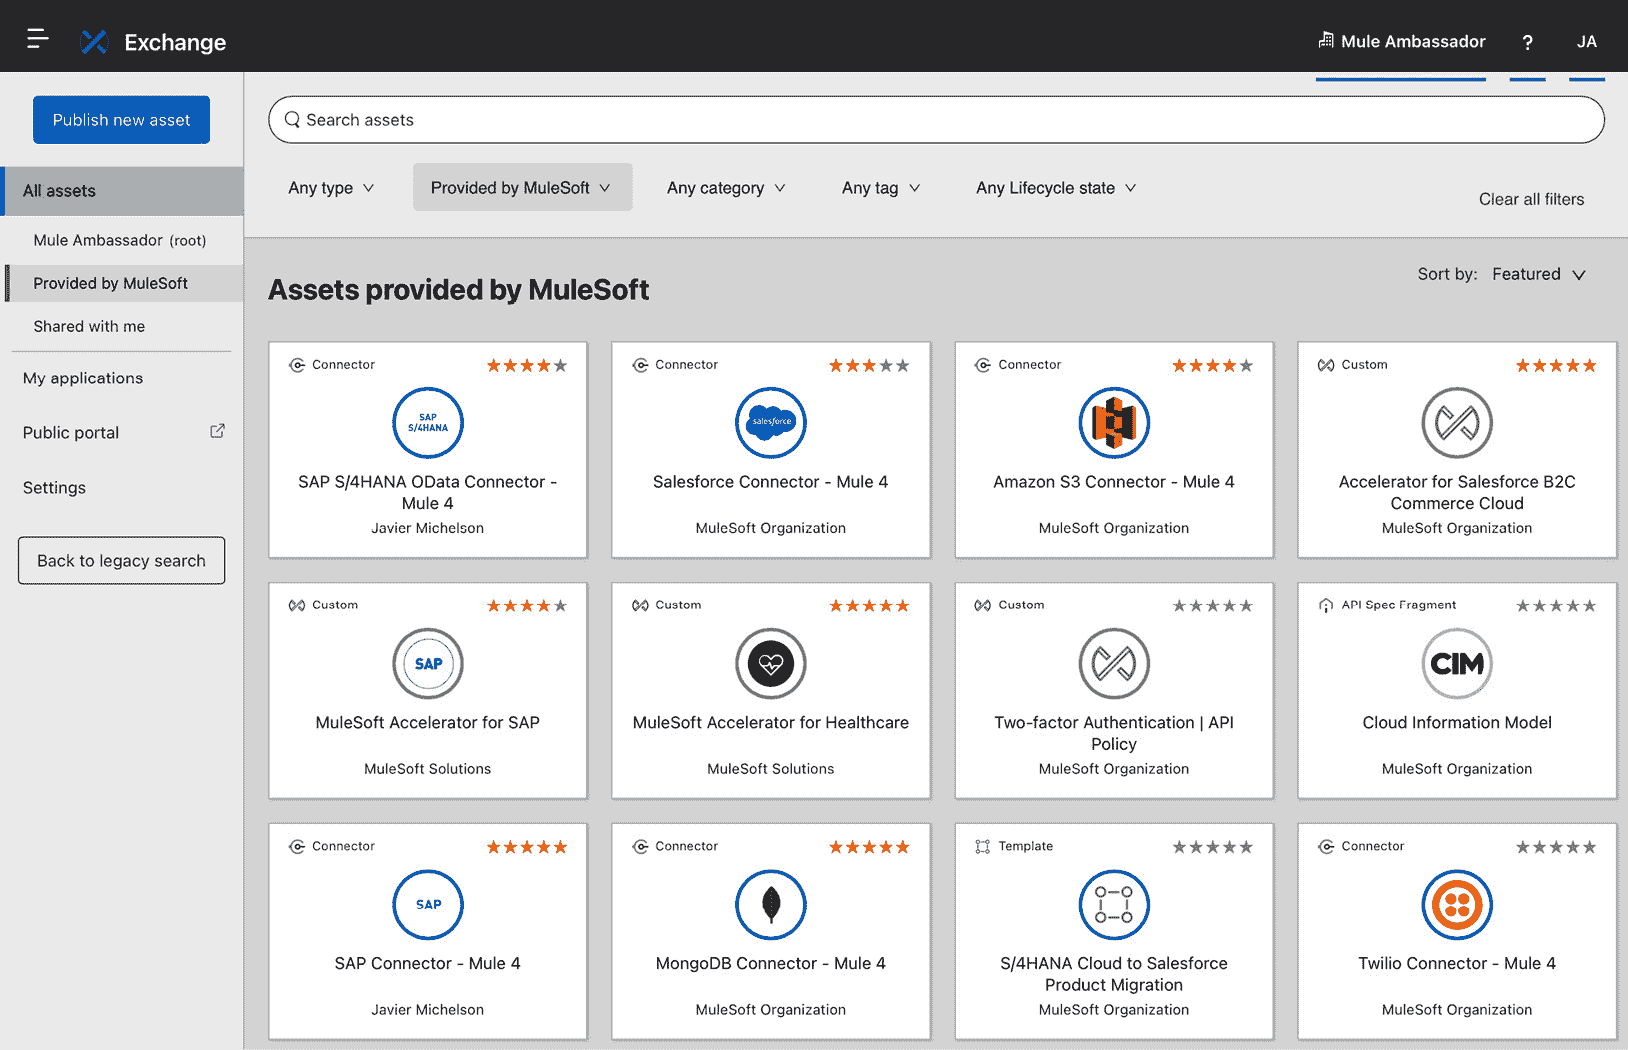 Exchange
Mule Ambassador
?
JA
Publish new asset
All assets
Mule Ambassador (root)
Provided by MuleSoft
Shared with me
My applications
Public portal
Settings
Back to legacy search
Search assets
Any type
Provided by MuleSoft
Any category
Any tag
Any Lifecycle state
Clear all filters
Assets provided by MuleSoft
Sort by: Featured
Connector
SAP
S/4HANA
SAP S/4HANA OData Connector -
Mule 4
Javier Michelson
Connector
salesforce
Salesforce Connector - Mule 4
MuleSoft Organization
Connector
Amazon S3 Connector - Mule 4
MuleSoft Organization
Custom
Accelerator for Salesforce B2C
Commerce Cloud
MuleSoft Organization
Custom
SAP
MuleSoft Accelerator for SAP
MuleSoft Solutions
Custom
MuleSoft Accelerator for Healthcare
MuleSoft Solutions
Custom
Two-factor Authentication | API
Policy
MuleSoft Organization
API Spec Fragment
CIM
Cloud Information Model
MuleSoft Organization
Connector
SAP
SAP Connector - Mule 4
Javier Michelson
Connector
MongoDB Connector - Mule 4
MuleSoft Organization
Template
S/4HANA Cloud to Salesforce
Product Migration
MuleSoft Organization
Connector
Twilio Connector - Mule 4
MuleSoft Organization